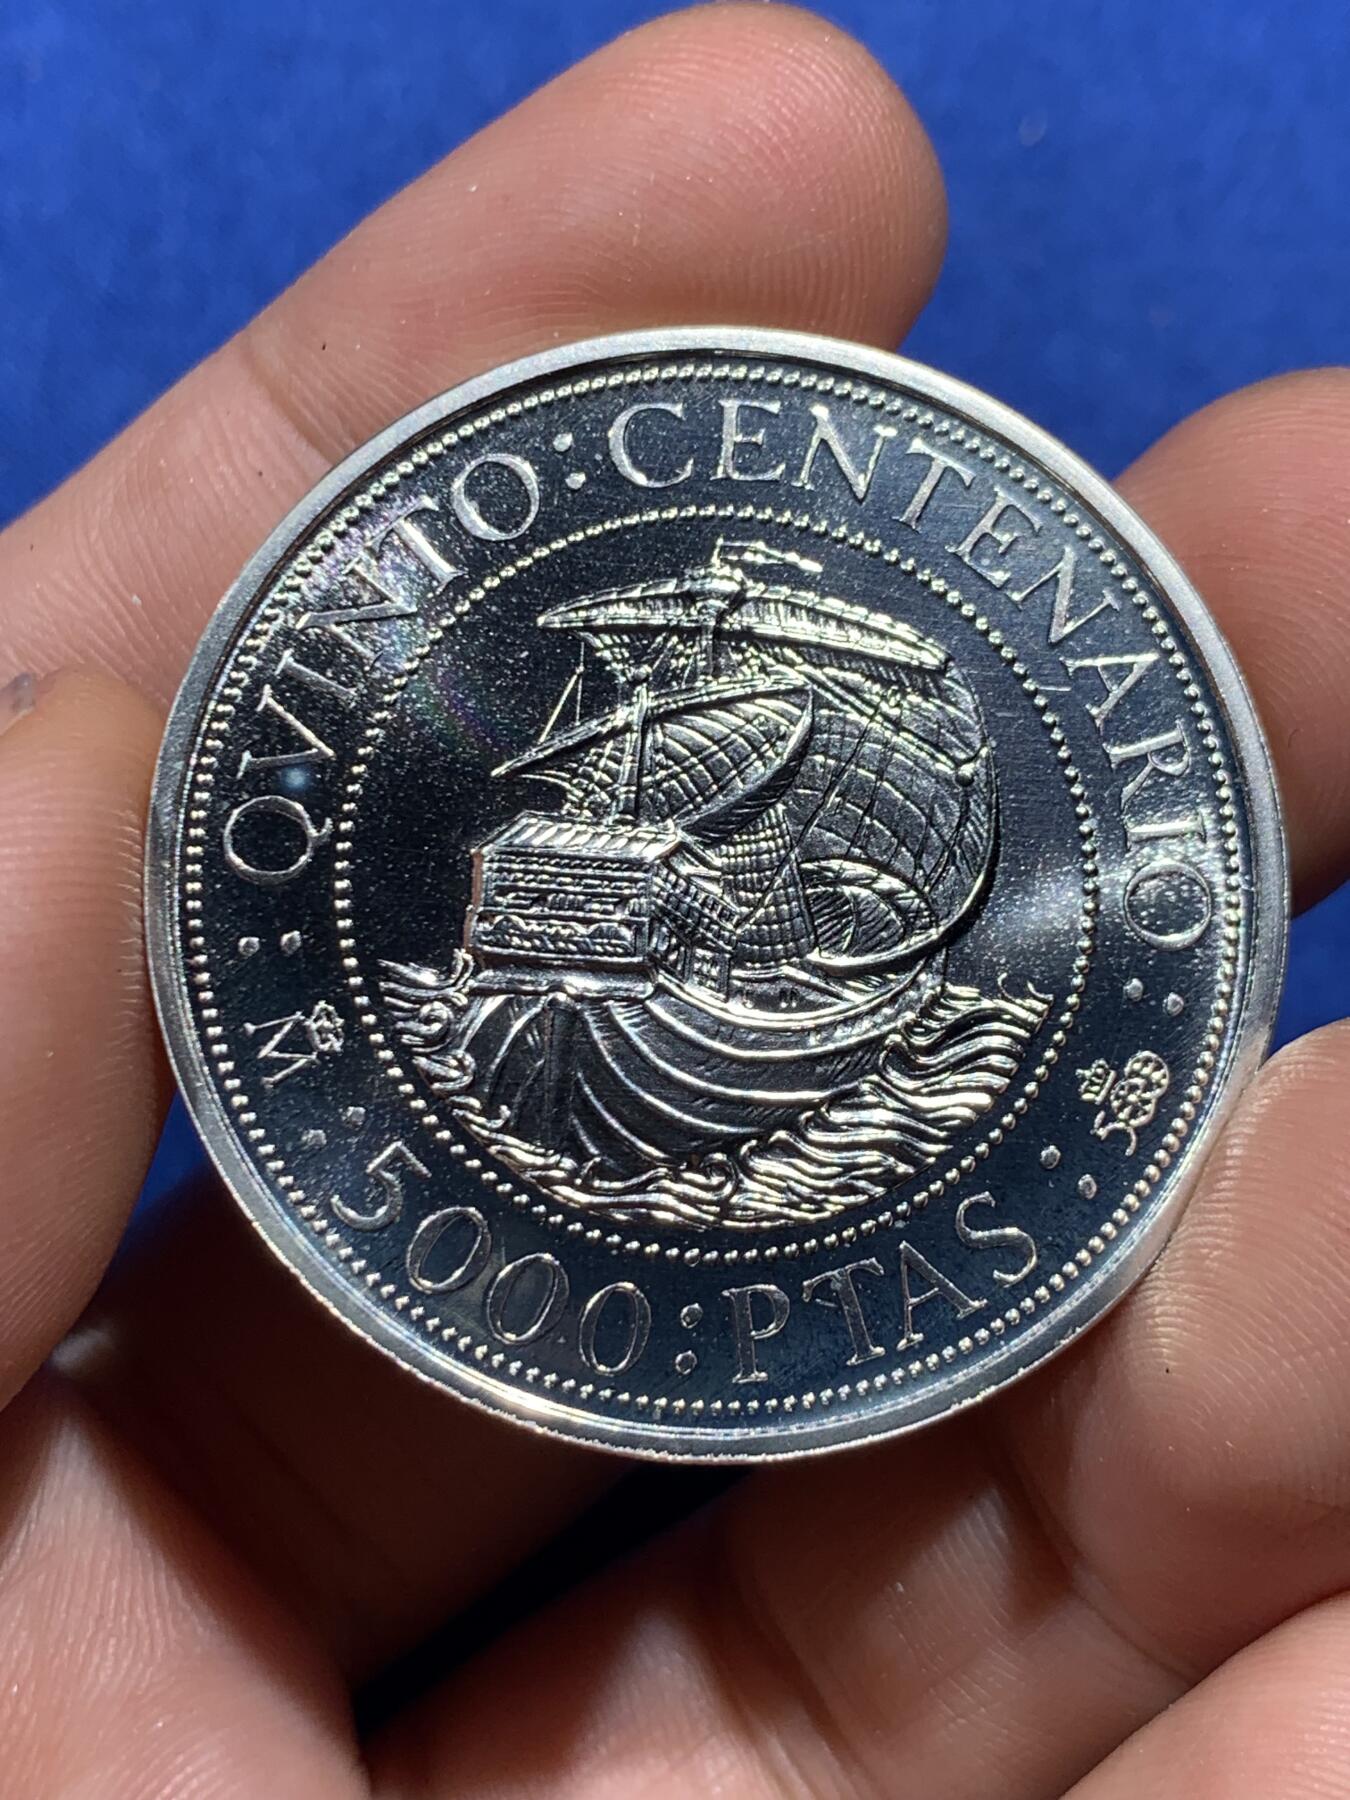 QVINTO : CENTENARIO
M
5000 : PTAS